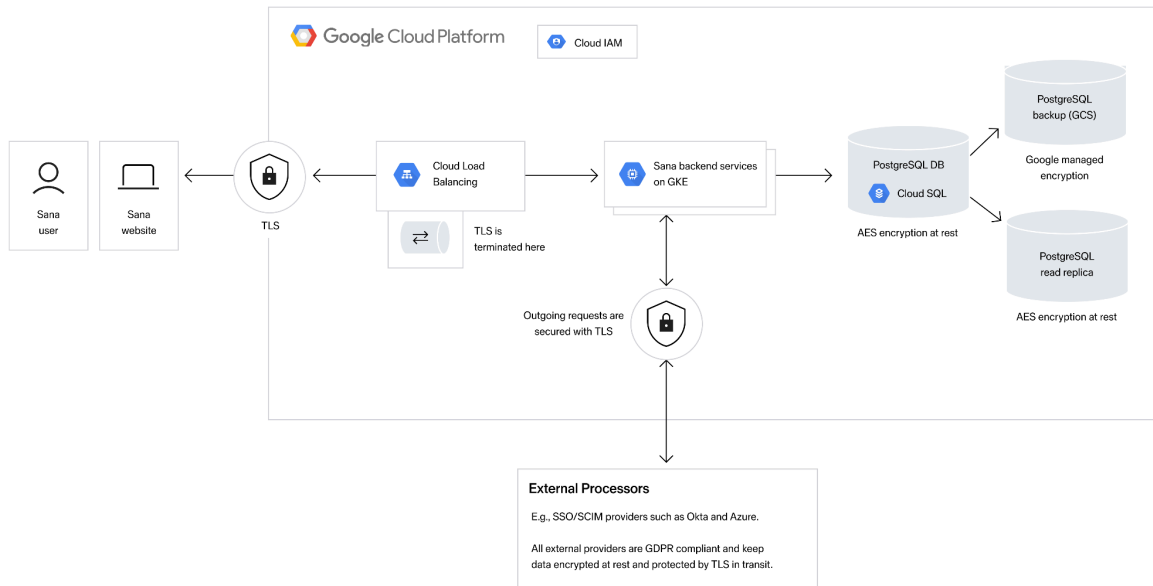 Google Cloud Platform
Cloud IAM
Sana
user
Sana
website
TLS
Cloud Load
Balancing
TLS is
terminated here
Sana backend services
on GKE
PostgreSQL DB
Cloud SQL
AES encryption at rest
PostgreSQL
backup (GCS)
Google managed
encryption
PostgreSQL
read replica
AES encryption at rest
Outgoing requests are
secured with TLS
External Processors
E.g., SSO/SCIM providers such as Okta and Azure.
All external providers are GDPR compliant and keep
data encrypted at rest and protected by TLS in transit.